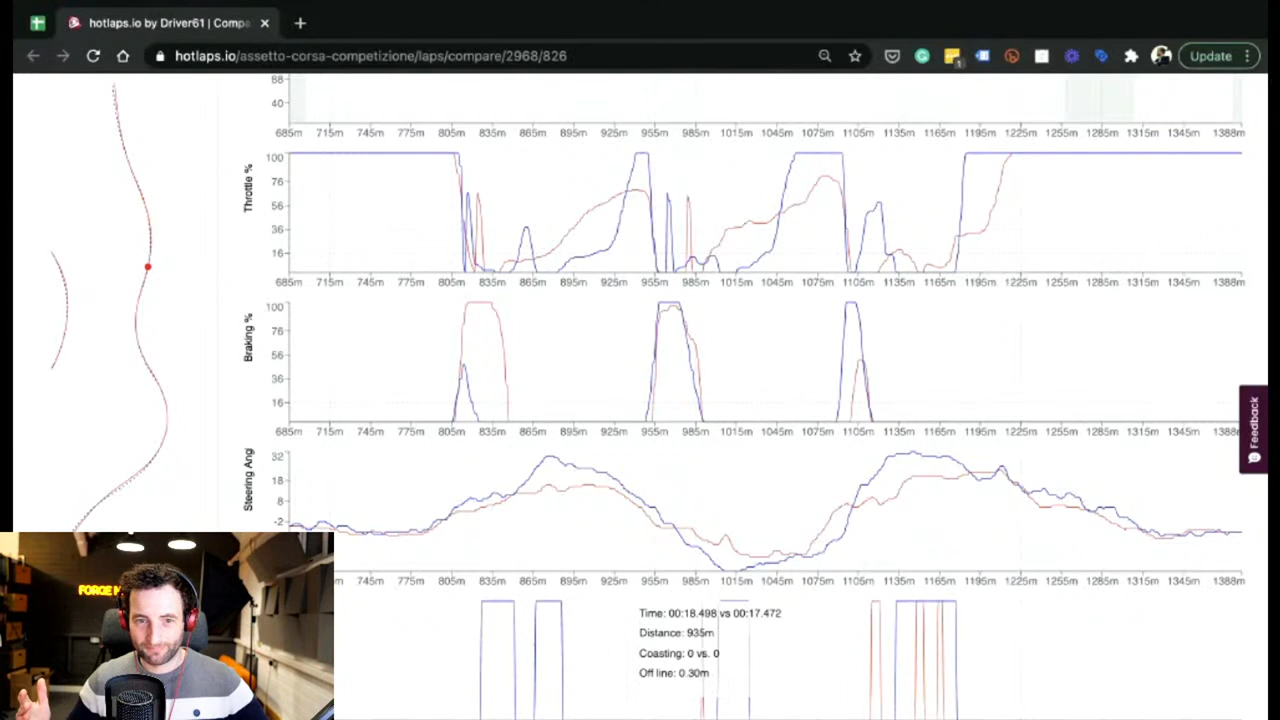 hotlaps.io by Driver61 | Compa
hotlaps.io/assetto-corsa-competizione/laps/compare/2968/826
1
Update
88
40
685m 715m 745m 775m 805m 835m 865m 895m 925m 955m 985m 1015m 1045m 1075m 1105m 1135m 1165m 1195m 1225m 1255m 1285m 1315m 1345m 1388m
Throttle %
100
76
56
36
16
685m 715m 745m 775m 805m 835m 865m 895m 925m 955m 985m 1015m 1045m 1075m 1105m 1135m 1165m 1195m 1225m 1255m 1285m 1315m 1345m 1388m
Braking %
100
76
56
36
16
685m 715m 745m 775m 805m 835m 865m 895m 925m 955m 985m 1015m 1045m 1075m 1105m 1135m 1165m 1195m 1225m 1255m 1285m 1315m 1345m 1388m
Feedback
Steering Ang
32
18
8
-2
745m 775m 805m 835m 865m 895m 925m 955m 985m 1015m 1045m 1075m 1105m 1135m 1165m 1195m 1225m 1255m 1285m 1315m 1345m 1388m
FORGE M
Time: 00:18.498 vs 00:17.472
Distance: 935m
Coasting: 0 vs. 0
Off line: 0.30m